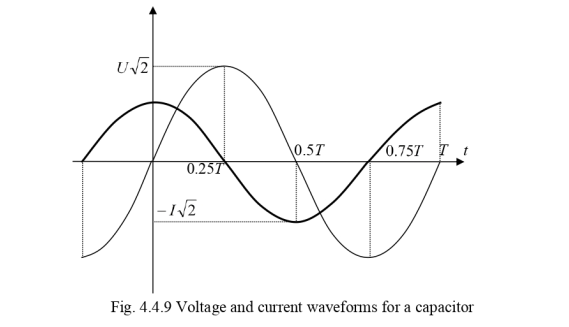 U√2
0.5T
0.75T T t
0.25T
−I√2
Fig. 4.4.9 Voltage and current waveforms for a capacitor